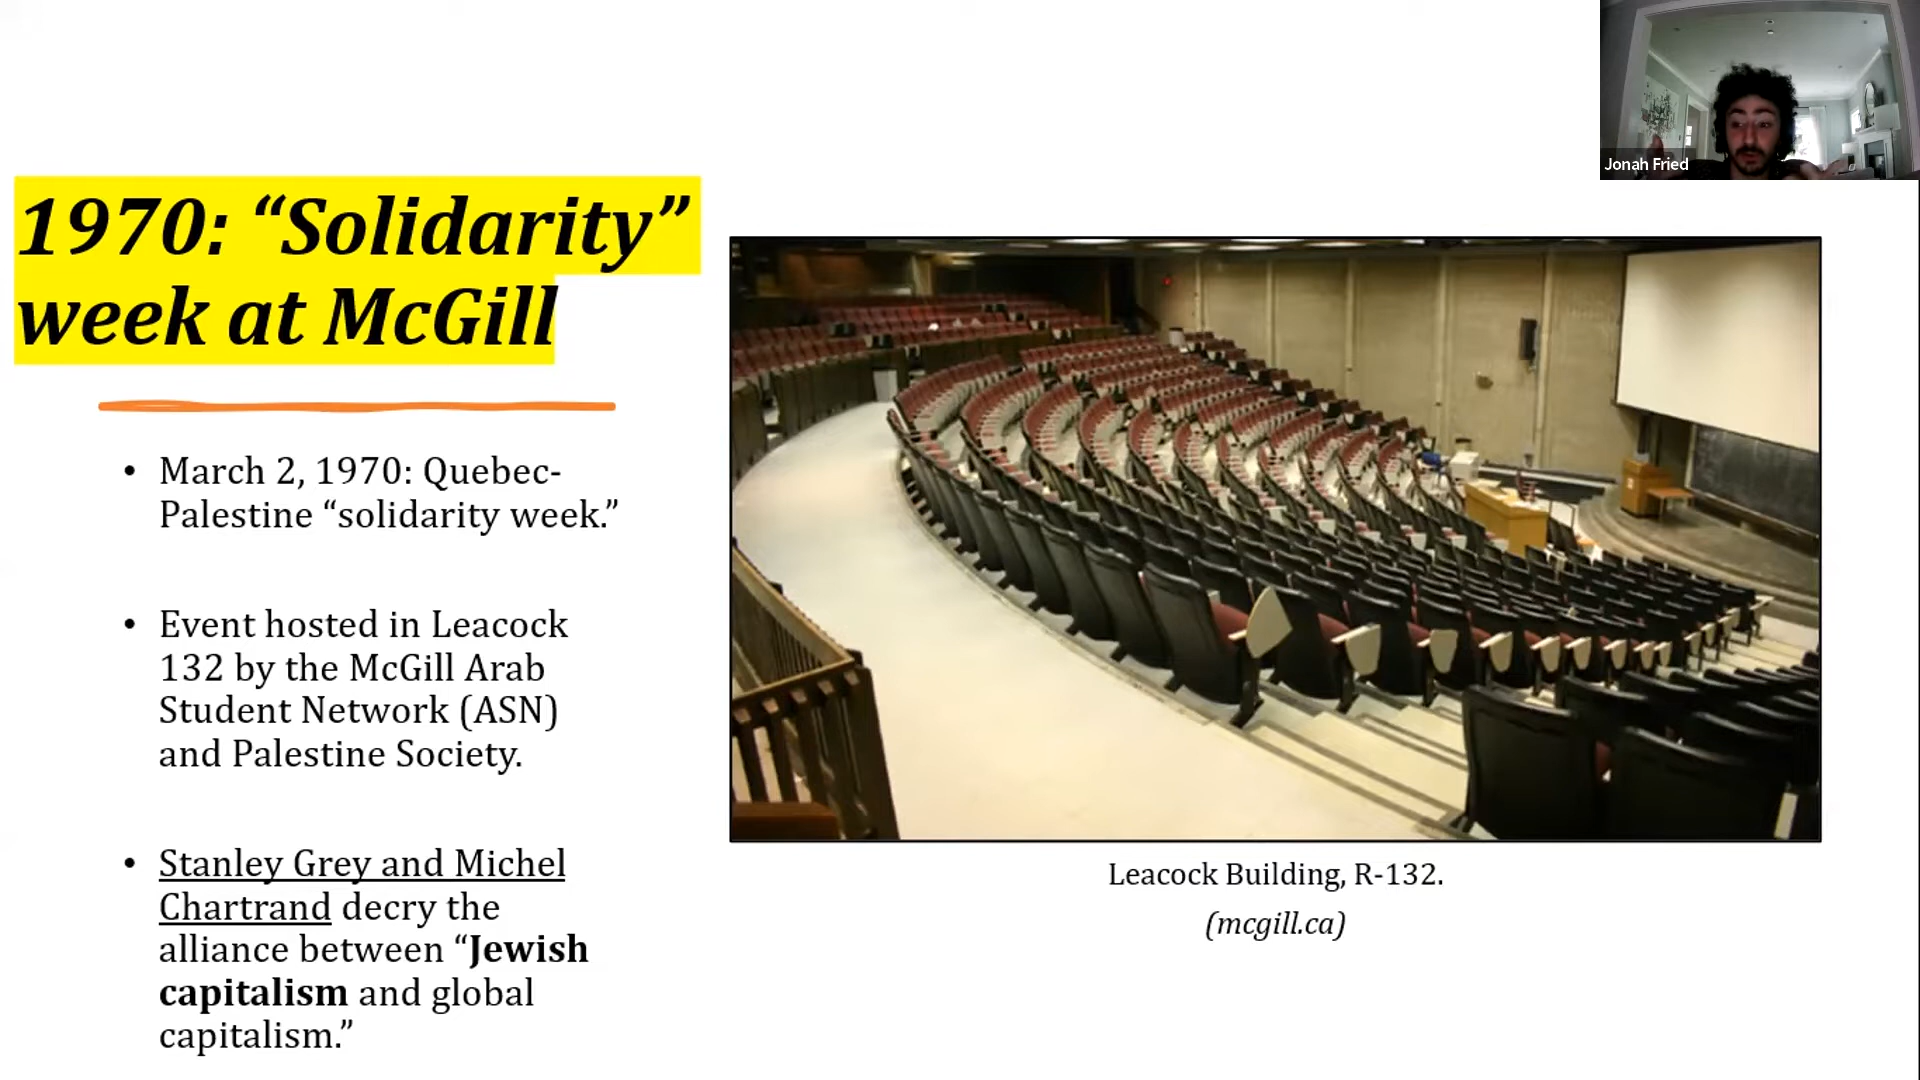 Jonah Fried
1970: “Solidarity”
week at McGill
• March 2, 1970: Quebec-
Palestine “solidarity week.”
• Event hosted in Leacock
132 by the McGill Arab
Student Network (ASN)
and Palestine Society.
• Stanley Grey and Michel
Chartrand decry the
alliance between “Jewish
capitalism and global
capitalism.”
Leacock Building, R-132.
(mcgill.ca)